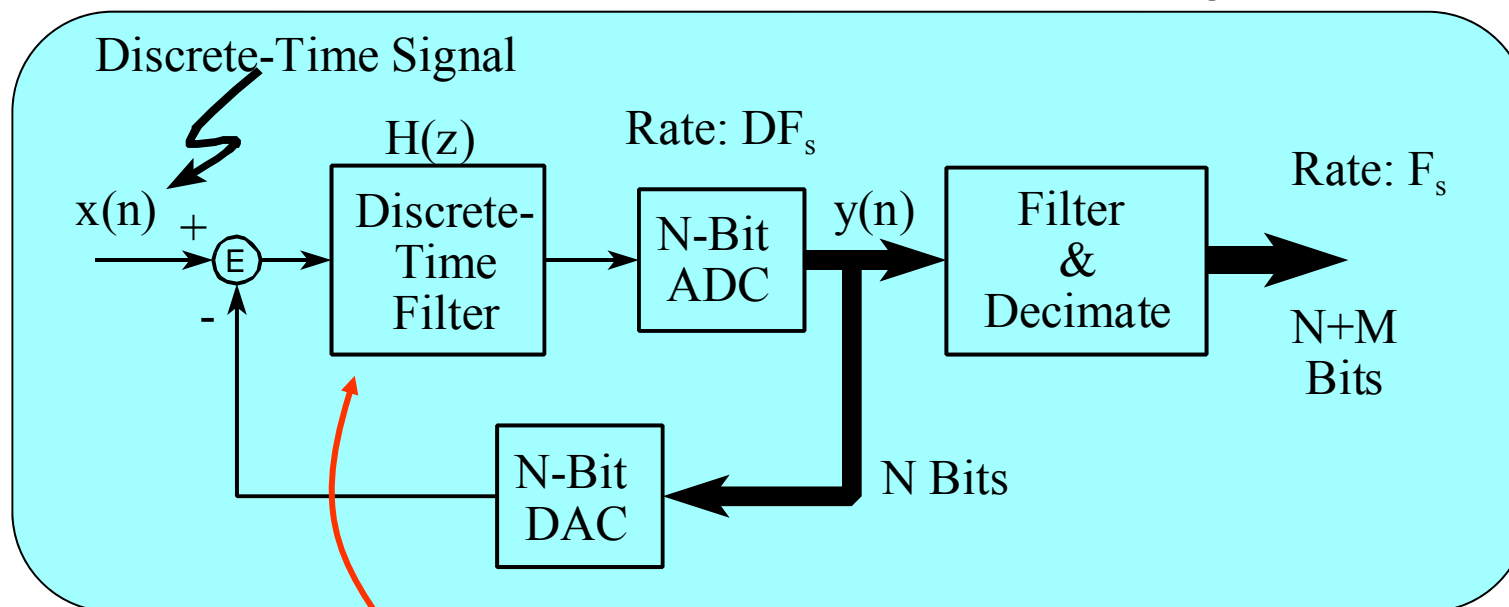 Discrete-Time Signal
H(z)
Rate: DFs
Rate: Fs
x(n)
+
-
E
Discrete-
Time
Filter
N-Bit
ADC
y(n)
Filter
&
Decimate
N+M
Bits
N-Bit
DAC
N Bits